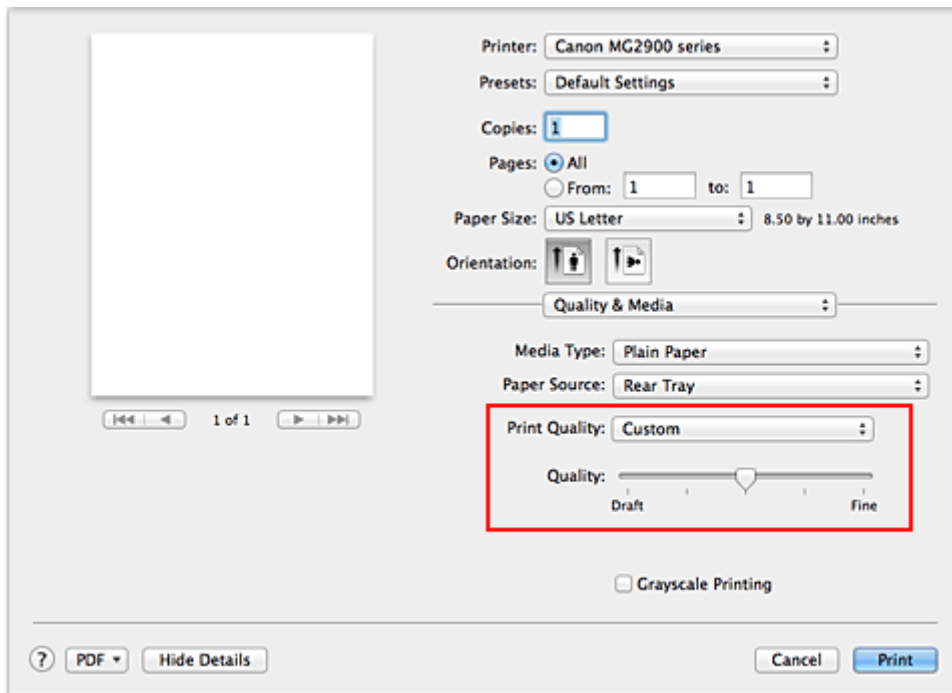 Printer: Canon MG2900 series
Presets: Default Settings
Copies: 1
Pages: All
From: 1 to: 1
Paper Size: US Letter 8.50 by 11.00 inches
Orientation:
Quality & Media
Media Type: Plain Paper
Paper Source: Rear Tray
1 of 1
Print Quality: Custom
Quality:
Draft Fine
Grayscale Printing
? PDF Hide Details Cancel Print